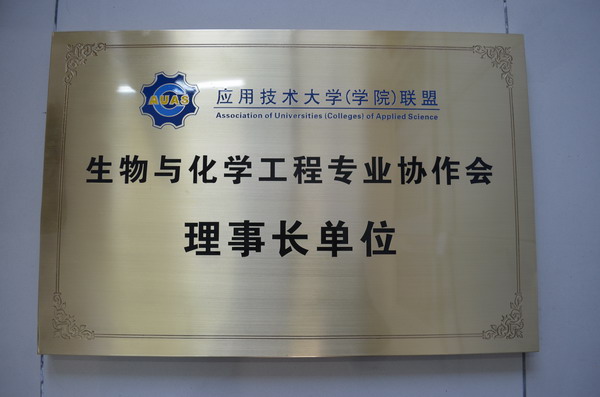 AUAS
应用技术大学(学院)联盟
Association of Universities (Colleges) of Applied Science
生物与化学工程专业协作会
理事长单位